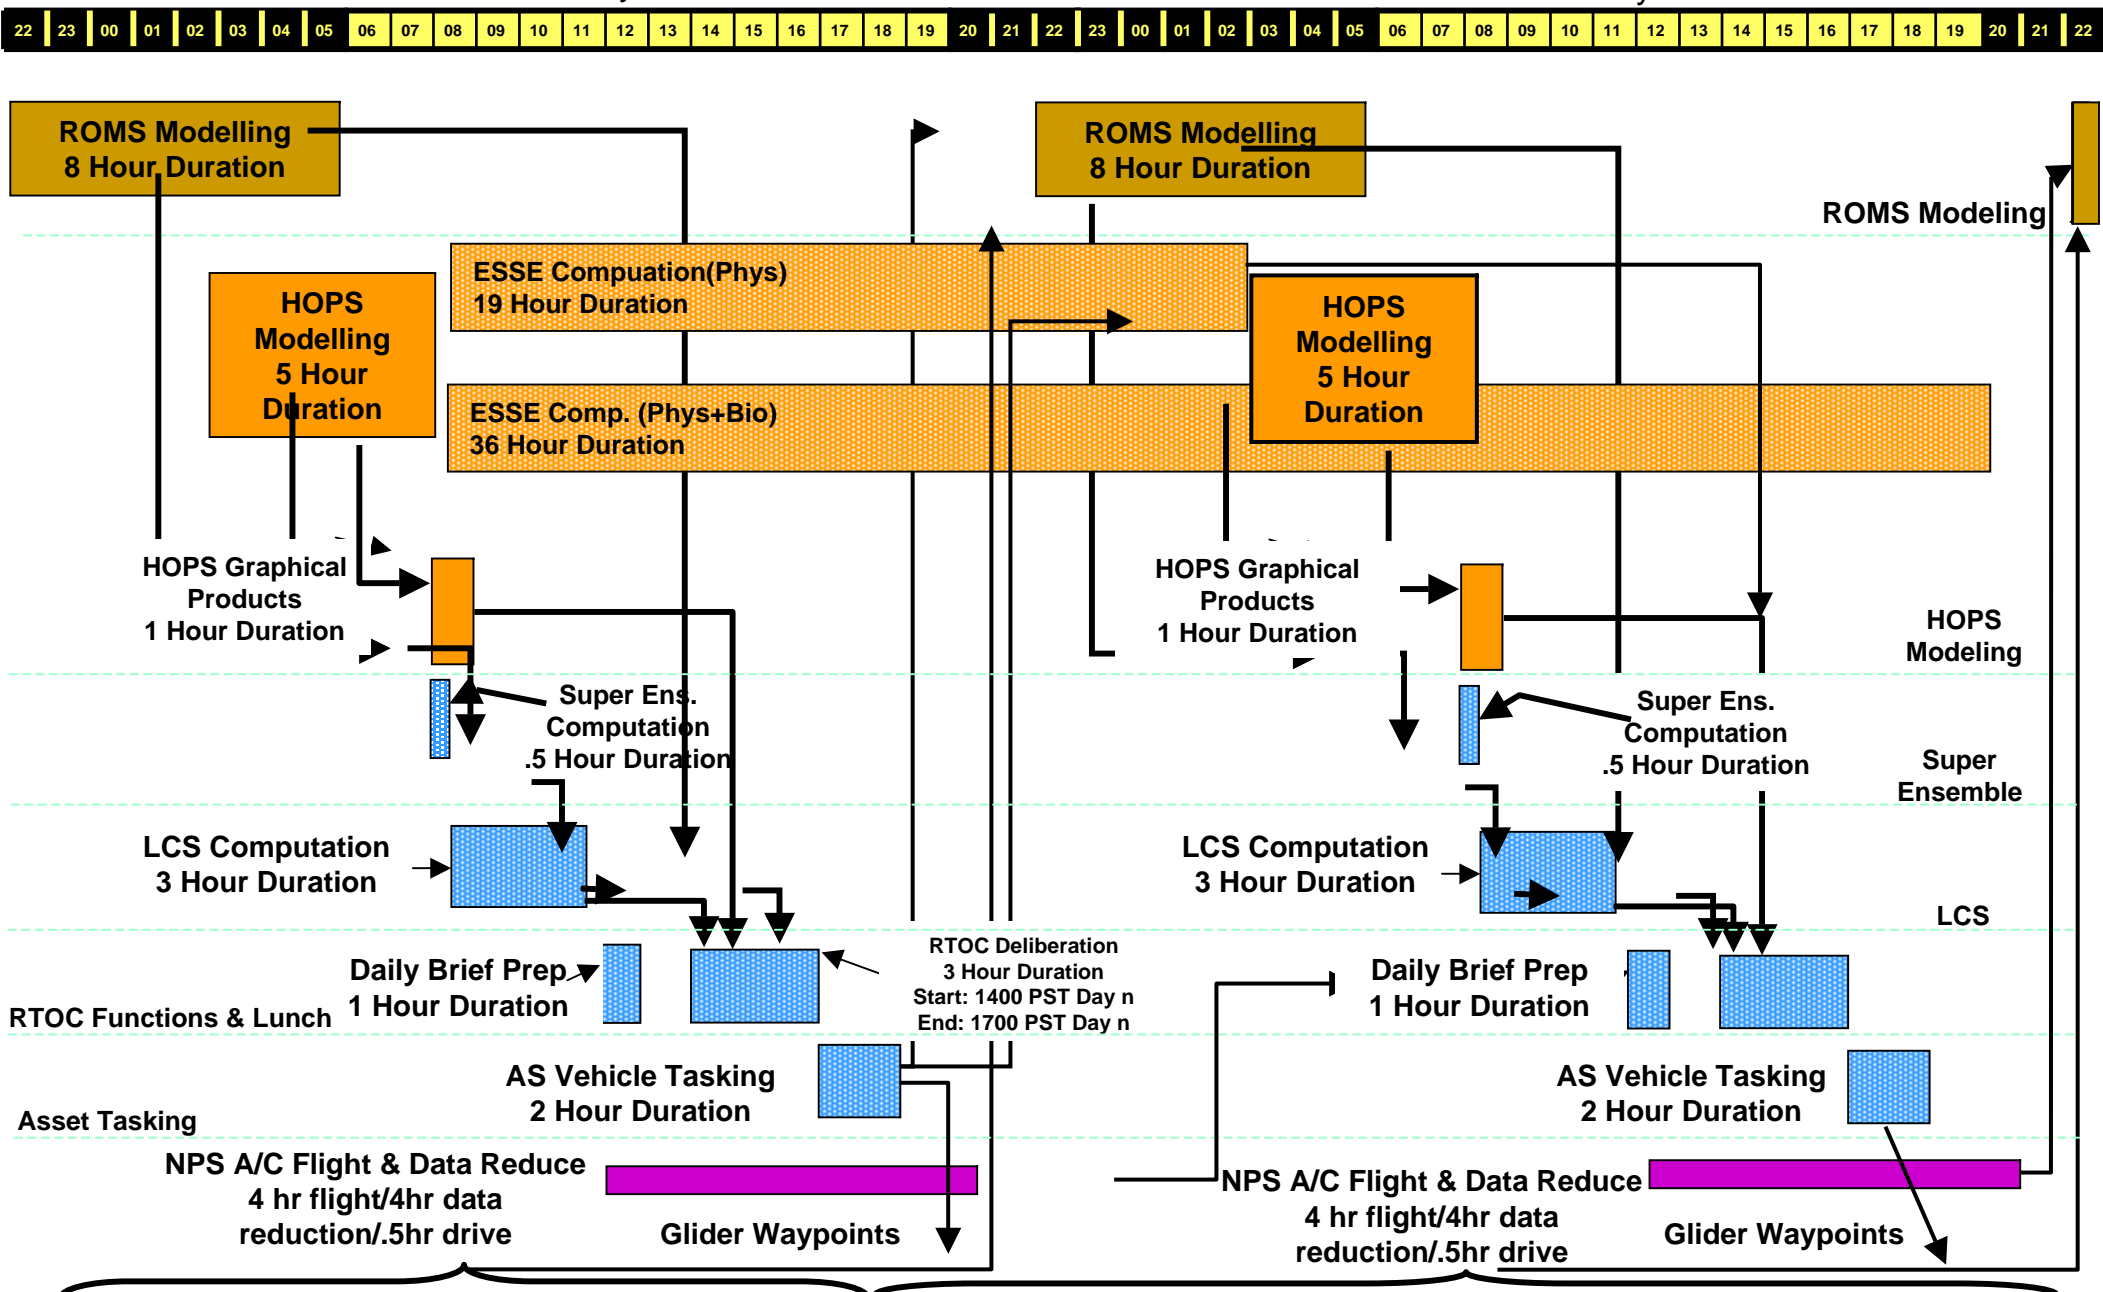 22 23 00 01 02 03 04 05 06 07 08 09 10 11 12 13 14 15 16 17 18 19 20 21 22 23 00 01 02 03 04 05 06 07 08 09 10 11 12 13 14 15 16 17 18 19 20 21 22
ROMS Modelling
8 Hour Duration
ROMS Modelling
8 Hour Duration
ROMS Modeling
ESSE Compuation(Phys)
19 Hour Duration
HOPS
Modelling
5 Hour
Duration
HOPS
Modelling
5 Hour
Duration
ESSE Comp. (Phys+Bio)
36 Hour Duration
HOPS Graphical
Products
1 Hour Duration
HOPS Graphical
Products
1 Hour Duration
HOPS
Modeling
Super Ens.
Computation
.5 Hour Duration
Super Ens.
Computation
.5 Hour Duration
Super
Ensemble
LCS Computation
3 Hour Duration
LCS Computation
3 Hour Duration
LCS
RTOC Deliberation
3 Hour Duration
Start: 1400 PST Day n
End: 1700 PST Day n
Daily Brief Prep
1 Hour Duration
Daily Brief Prep
1 Hour Duration
RTOC Functions & Lunch
AS Vehicle Tasking
2 Hour Duration
AS Vehicle Tasking
2 Hour Duration
Asset Tasking
NPS A/C Flight & Data Reduce
4 hr flight/4hr data
reduction/.5hr drive
Glider Waypoints
NPS A/C Flight & Data Reduce
4 hr flight/4hr data
reduction/.5hr drive
Glider Waypoints